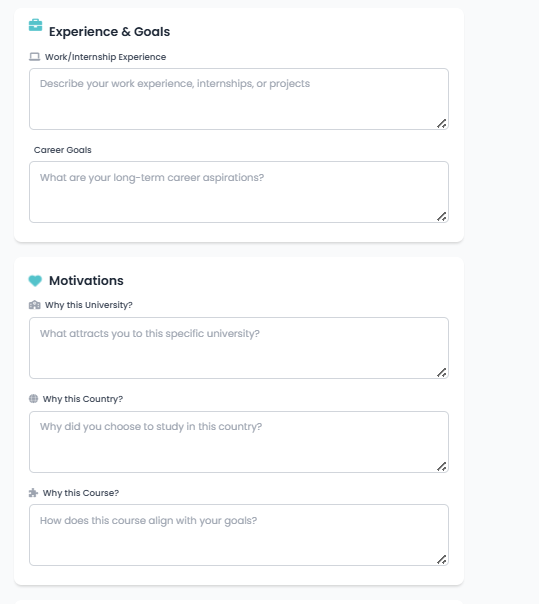 Experience & Goals
Work/Internship Experience
Describe your work experience, internships, or projects
Career Goals
What are your long-term career aspirations?
Motivations
Why this University?
What attracts you to this specific university?
Why this Country?
Why did you choose to study in this country?
Why this Course?
How does this course align with your goals?